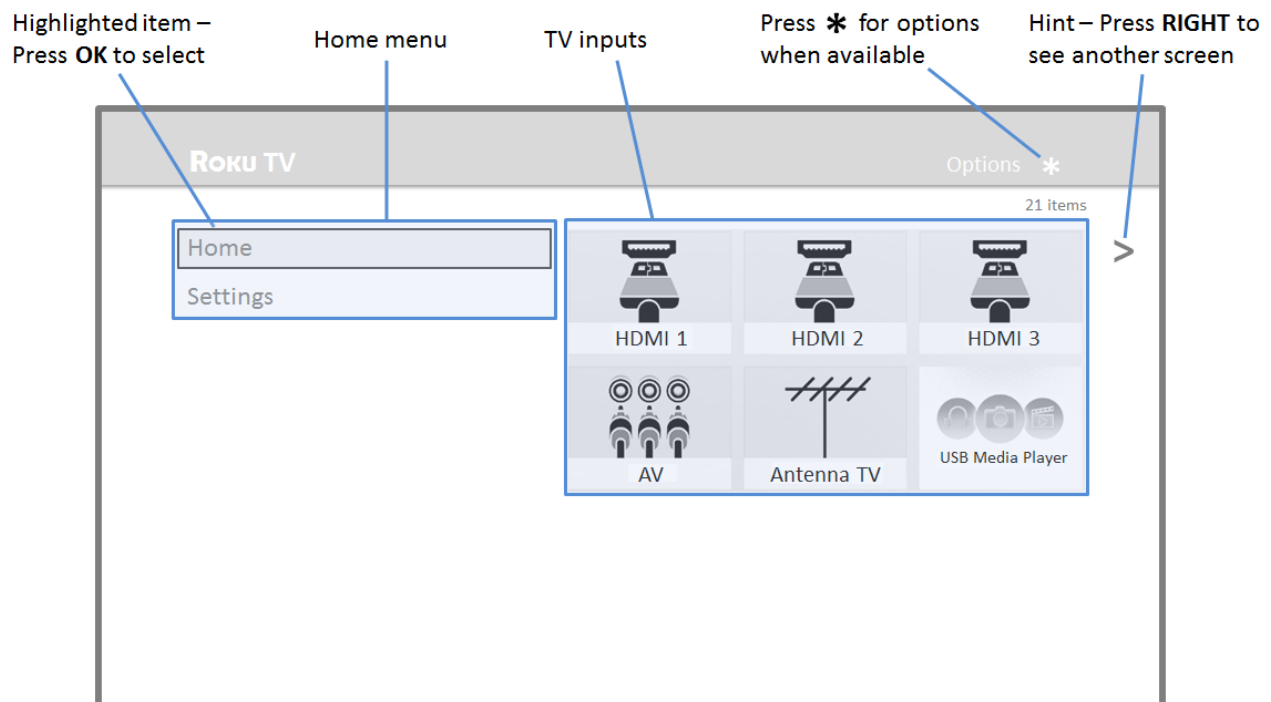 Highlighted item –
Press OK to select
Home menu
TV inputs
Press * for options
when available
Hint – Press RIGHT to
see another screen
ROKU TV
Options *
21 items
Home
Settings
>
HDMI 1
HDMI 2
HDMI 3
AV
Antenna TV
USB Media Player